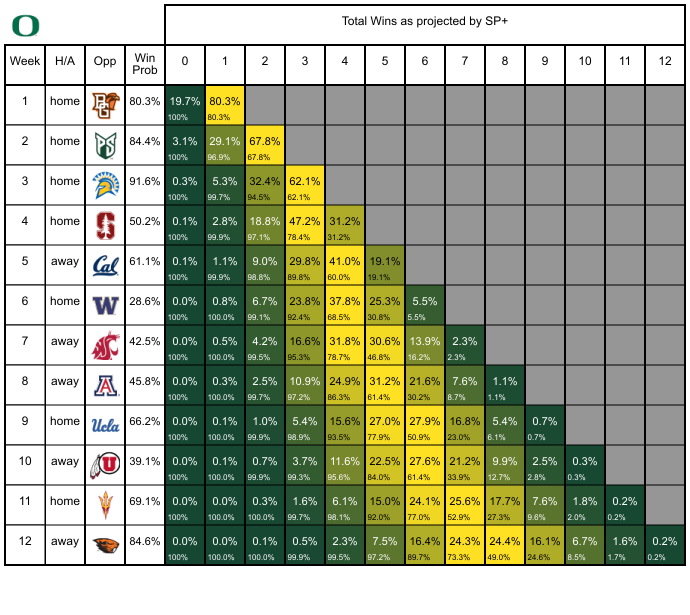 Total Wins as projected by SP+
Week H/A Opp Win Prob 0 1 2 3 4 5 6 7 8 9 10 11 12
1 home BG 80.3% 19.7% 80.3%
100% 80.3%
2 home PS 84.4% 3.1% 29.1% 67.8%
100% 96.9% 67.8%
3 home 91.6% 0.3% 5.3% 32.4% 62.1%
100% 99.7% 94.5% 62.1%
4 home S 50.2% 0.1% 2.8% 18.8% 47.2% 31.2%
100% 99.9% 97.1% 78.4% 31.2%
5 away Cal 61.1% 0.1% 1.1% 9.0% 29.8% 41.0% 19.1%
100% 99.9% 98.8% 89.8% 60.0% 19.1%
6 home W 28.6% 0.0% 0.8% 6.7% 23.8% 37.8% 25.3% 5.5%
100% 100.0% 99.1% 92.4% 68.5% 30.8% 5.5%
7 away 42.5% 0.0% 0.5% 4.2% 16.6% 31.8% 30.6% 13.9% 2.3%
100% 100.0% 99.5% 95.3% 78.7% 46.8% 16.2% 2.3%
8 away A 45.8% 0.0% 0.3% 2.5% 10.9% 24.9% 31.2% 21.6% 7.6% 1.1%
100% 100.0% 99.7% 97.2% 86.3% 61.4% 30.2% 8.7% 1.1%
9 home Ucla 66.2% 0.0% 0.1% 1.0% 5.4% 15.6% 27.0% 27.9% 16.8% 5.4% 0.7%
100% 100.0% 99.9% 98.9% 93.5% 77.9% 50.9% 23.0% 6.1% 0.7%
10 away U 39.1% 0.0% 0.1% 0.7% 3.7% 11.6% 22.5% 27.6% 21.2% 9.9% 2.5% 0.3%
100% 100.0% 99.9% 99.3% 95.6% 84.0% 61.4% 33.9% 12.7% 2.8% 0.3%
11 home 69.1% 0.0% 0.0% 0.3% 1.6% 6.1% 15.0% 24.1% 25.6% 17.7% 7.6% 1.8% 0.2%
100% 100.0% 100.0% 99.7% 98.1% 92.0% 77.0% 52.9% 27.3% 9.6% 2.0% 0.2%
12 away 84.6% 0.0% 0.0% 0.1% 0.5% 2.3% 7.5% 16.4% 24.3% 24.4% 16.1% 6.7% 1.6% 0.2%
100% 100.0% 100.0% 99.9% 99.5% 97.2% 89.7% 73.3% 49.0% 24.6% 8.5% 1.7% 0.2%